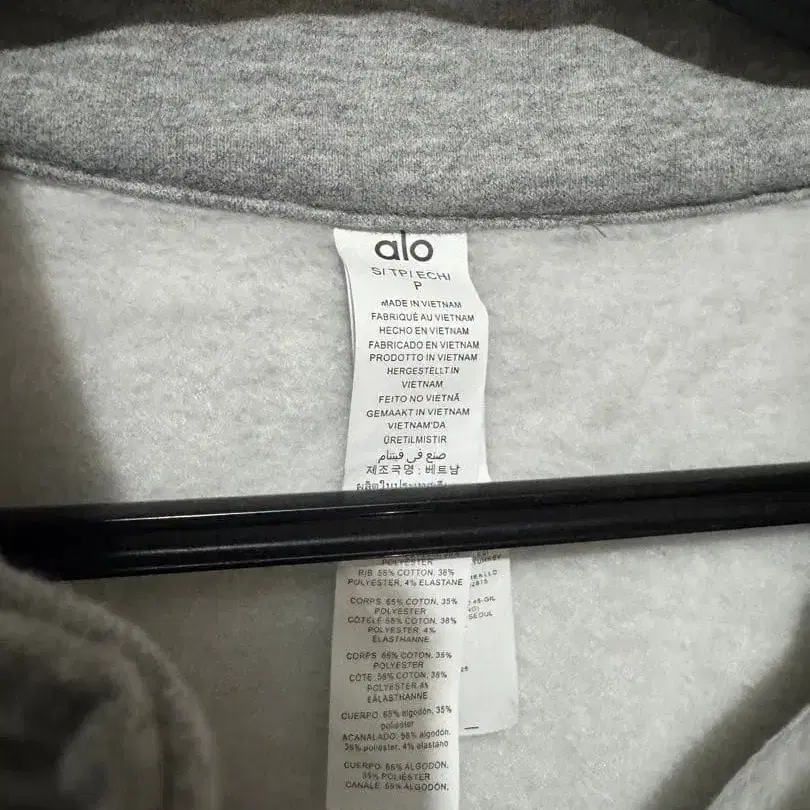 alo
S/ TP/ ECH/
P
MADE IN VIETNAM
FABRIQUÉ AU VIETNAM
HECHO EN VIETNAM
FABRICADO EN VIETNAM
PRODOTTO IN VIETNAM
HERGESTELLT IN
VIETNAM
FEITO NO VIETNÃ
GEMAAKT IN VIETNAM
VIETNAM'DA
ÜRETILMISTIR
صنع في فيتنام
제조국명 : 베트남
POLYESTER
RIB 58% COTTON, 38%
POLYESTER, 4% ELASTANE
CORPS 65% COTON, 35%
POLYESTER
CÔTELÉ 58% COTON, 38%
POLYESTER 4%
ÉLASTHANNE
CORPS 65% COTON, 35%
POLYESTER
CÔTE 58% COTON, 38%
POLYESTER 4%
ÉALASTHANNE
CUERPO 65% algodón, 35%
poliéster
ACANALADO: 58% algodón,
38% poliéster, 4% elastano
CUERPO 65% ALGODÓN,
35% POLIÉSTER
CANALÉ 58% ALGODÓN,
TURKEY
SEOUL